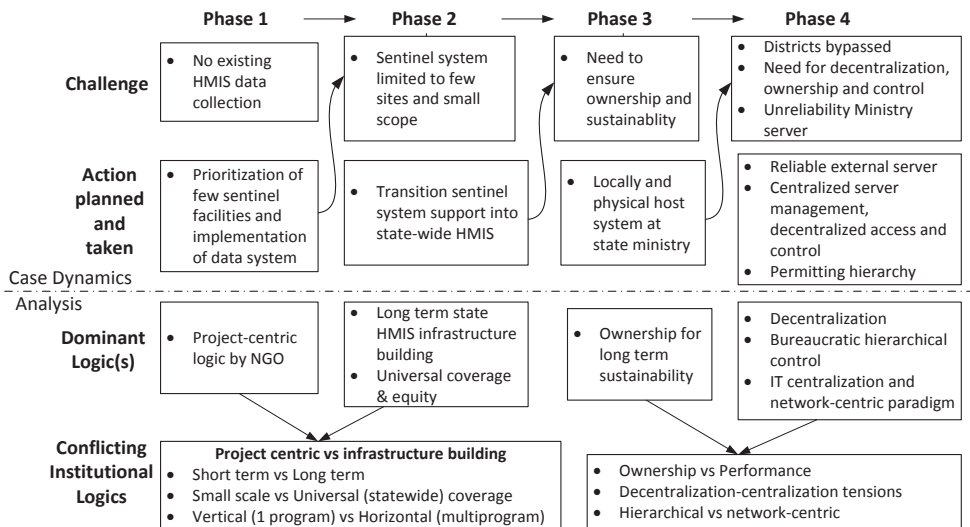 Phase 1
Phase 2
Phase 3
Phase 4
Challenge
• No existing
HMIS data
collection
• Sentinel system
limited to few
sites and small
scope
• Need to
ensure
ownership and
sustainablity
• Districts bypassed
• Need for decentralization,
ownership and control
• Unreliability Ministry
server
Action
planned
and
taken
• Prioritization of
few sentinel
facilities and
implementation
of data system
• Transition sentinel
system support into
state-wide HMIS
• Locally and
physical host
system at
state ministry
• Reliable external server
• Centralized server
management,
decentralized access and
control
• Permitting hierarchy
Case Dynamics
Analysis
Dominant
Logic(s)
• Project-centric
logic by NGO
• Long term state
HMIS infrastructure
building
• Universal coverage
& equity
• Ownership for
long term
sustainability
• Decentralization
• Bureaucratic hierarchical
control
• IT centralization and
network-centric paradigm
Conflicting
Institutional
Logics
Project centric vs infrastructure building
• Short term vs Long term
• Small scale vs Universal (statewide) coverage
• Vertical (1 program) vs Horizontal (multiprogram)
• Ownership vs Performance
• Decentralization-centralization tensions
• Hierarchical vs network-centric